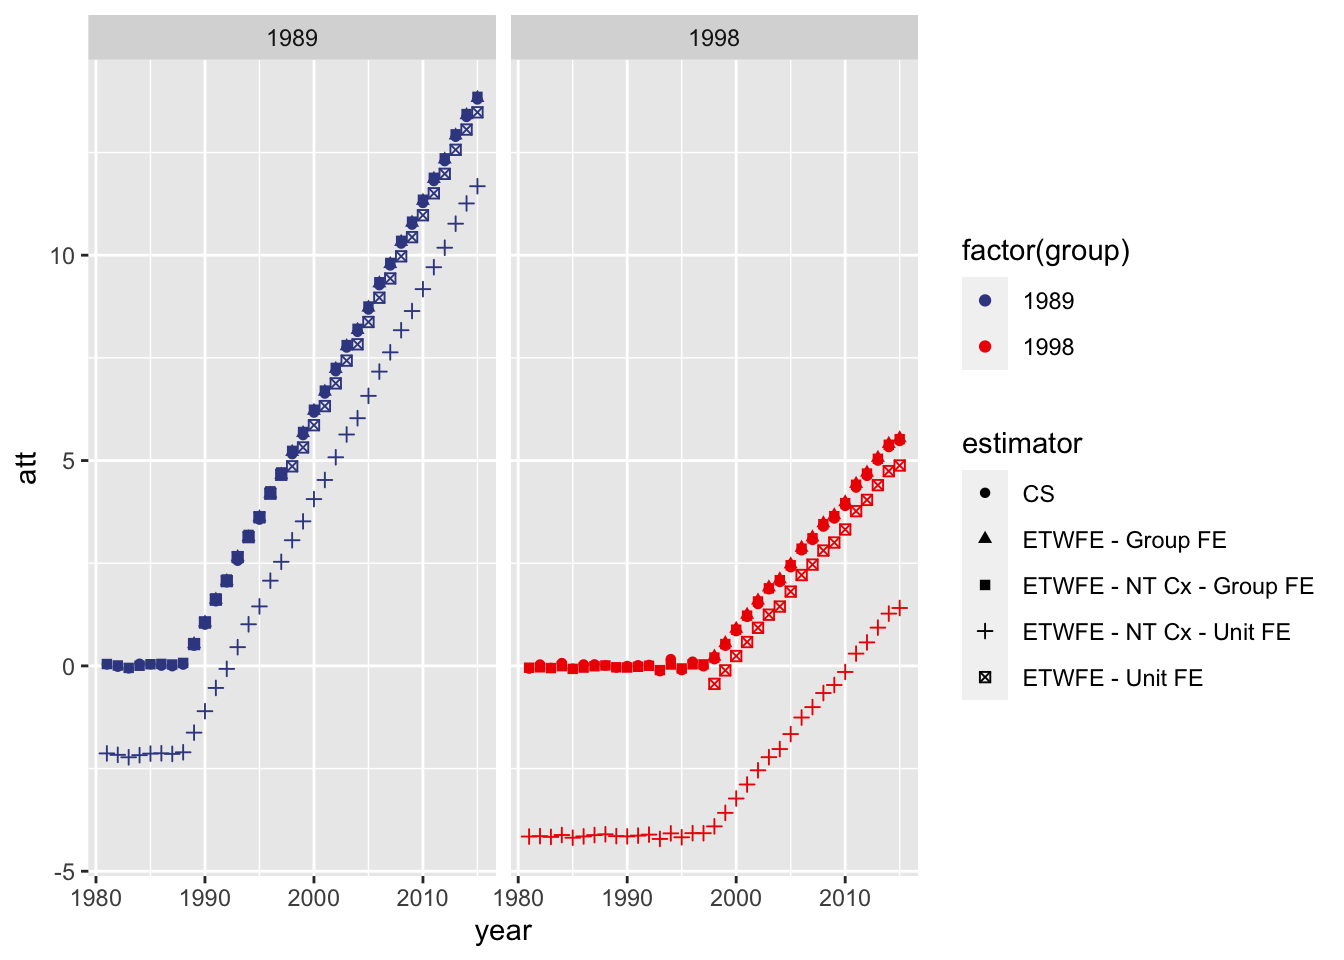 1989
1998
10
5
0
-5
att
1980
1990
2000
2010
1980
1990
2000
2010
year
factor(group)
1989
1998
estimator
CS
ETWFE - Group FE
ETWFE - NT Cx - Group FE
ETWFE - NT Cx - Unit FE
ETWFE - Unit FE